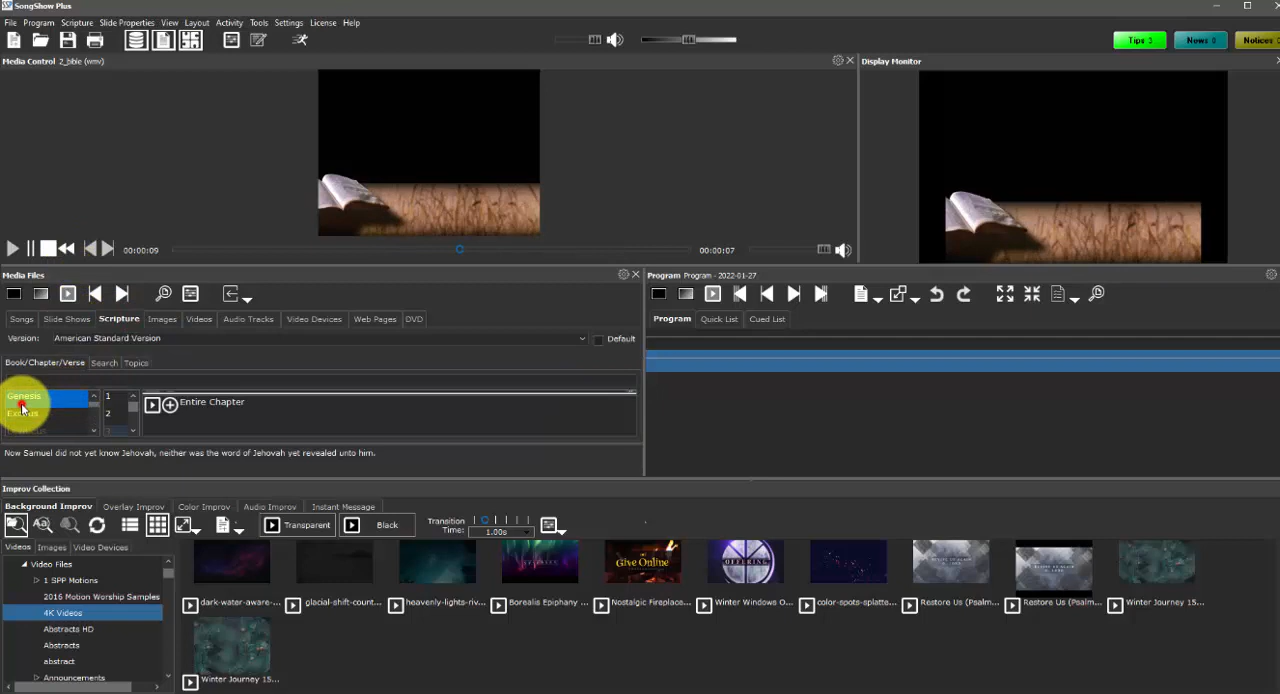 SongShow Plus
File Program Scripture Slide Properties View Layout Activity Tools Settings License Help
Tips 3 News 0 Notices
Media Control 2_bble (wmv) Display Monitor
00:00:09 00:00:07
Media Files Program Program - 2022-01-27
Songs Slide Shows Scripture Images Videos Audio Tracks Video Devices Web Pages DVD Program Quick List Cued List
Version: American Standard Version Default
Book/Chapter/Verse Search Topics
Genesis 1 Entire Chapter
Exodus 2
Now Samuel did not yet know Jehovah, neither was the word of Jehovah yet revealed unto him.
Improv Collection
Background Improv Overlay Improv Color Improv Audio Improv Instant Message
Transparent Black Transition Time: 1.00s
Videos Images Video Devices
Video Files
1 SPP Motions
2016 Motion Worship Samples
4K Videos
Abstracts HD
Abstracts
abstract
Announcements
Give Online OFFERING
dark-water-aware-... glacial-shift-count... heavenly-lights-riv... Borealis Epiphany ... Nostalgic Fireplace... Winter Windows O... color-spots-splatte... Restore Us (Psalm... Restore Us (Psalm... Winter Journey 15...
Winter Journey 15...